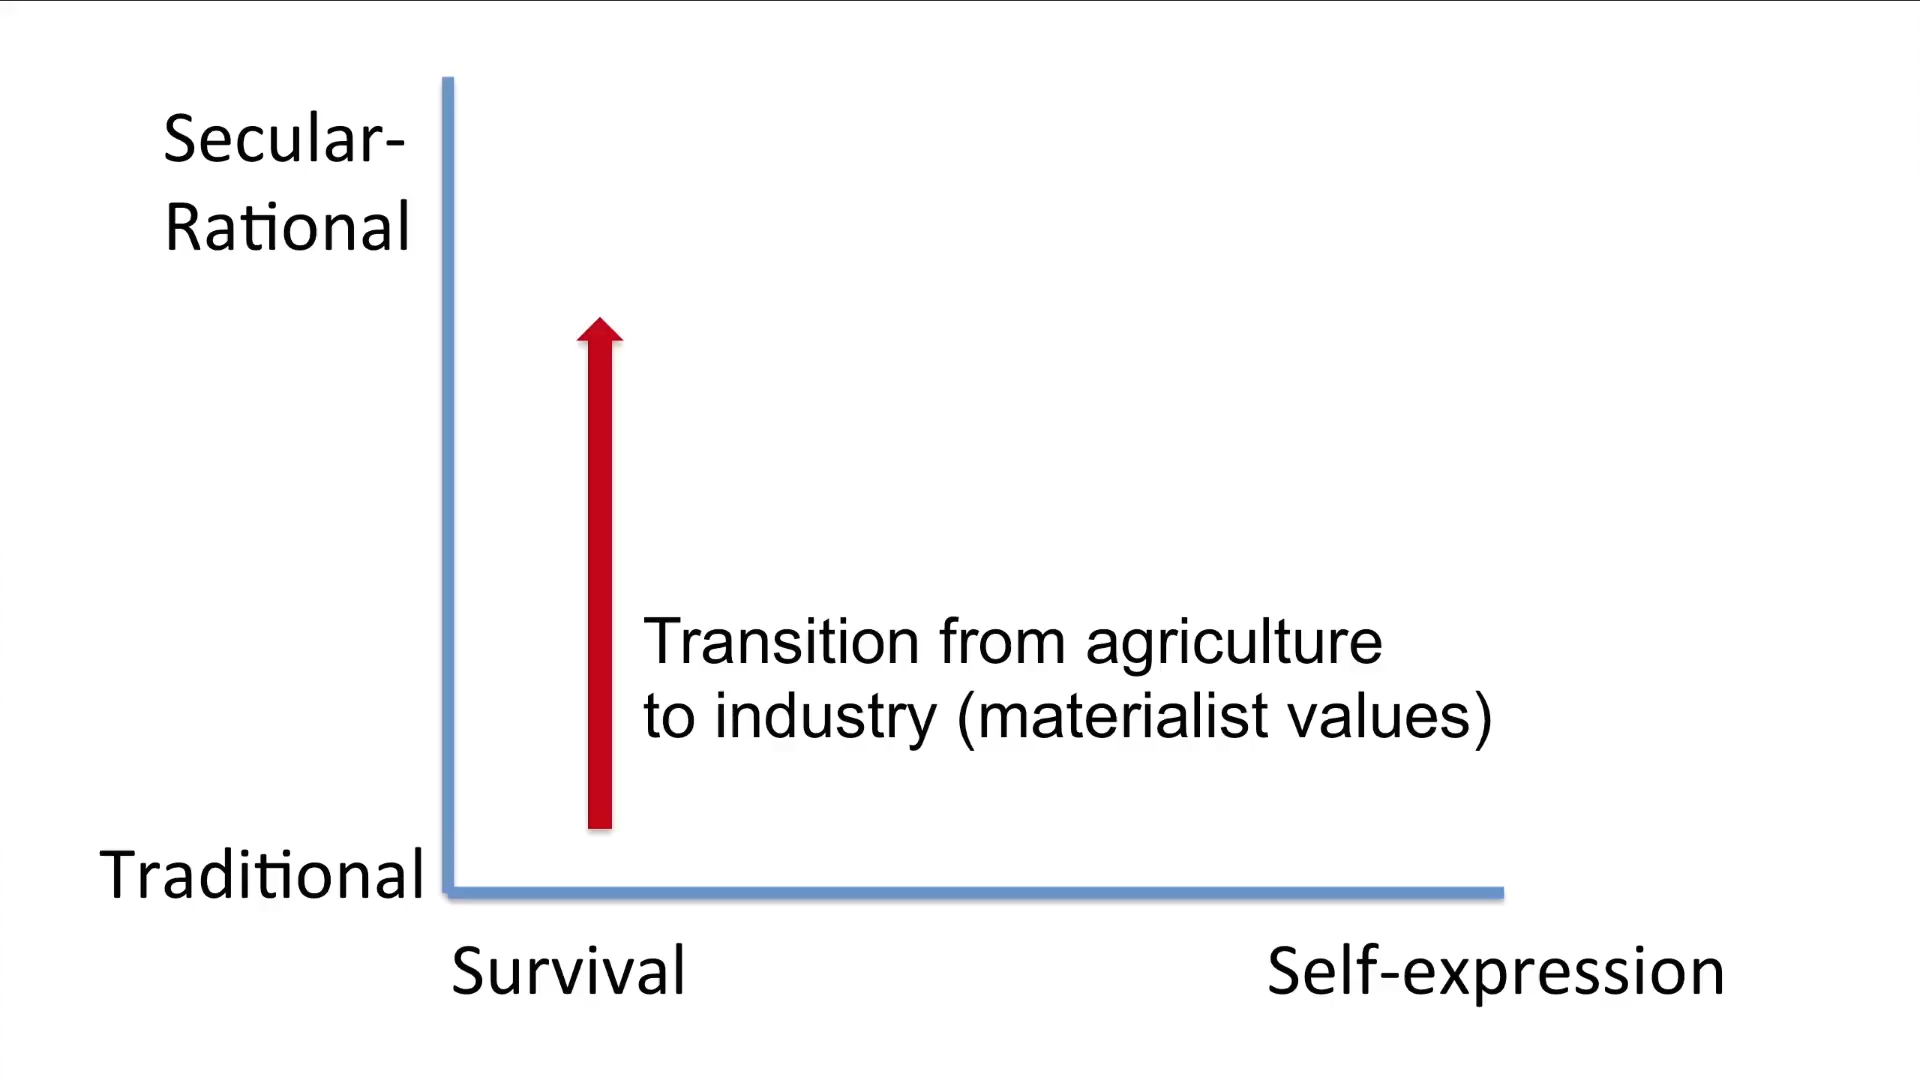 Secular-
Rational
Transition from agriculture
to industry (materialist values)
Traditional
Survival
Self-expression